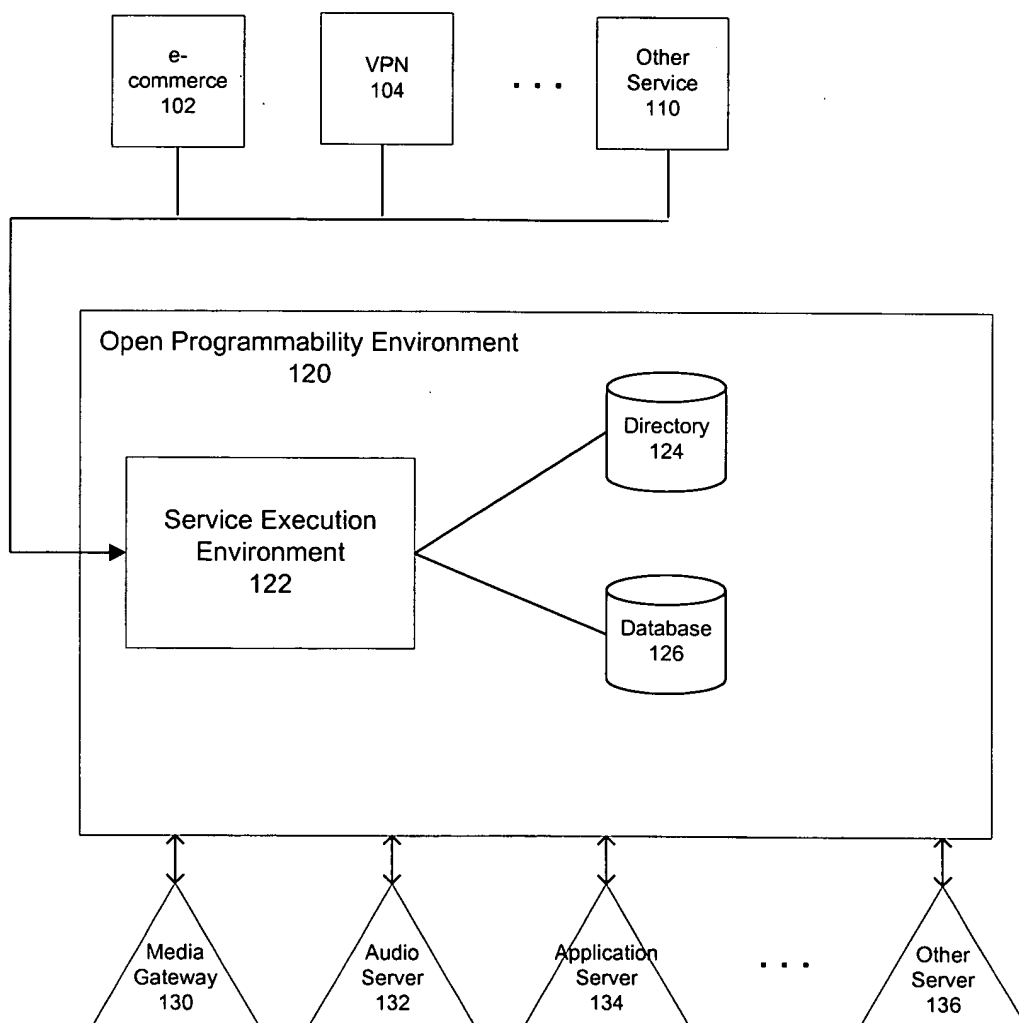 e-
commerce
102
VPN
104
. . .
Other
Service
110
Open Programmability Environment
120
Directory
124
Service Execution
Environment
122
Database
126
Media
Gateway
130
Audio
Server
132
Application
Server
134
. . .
Other
Server
136